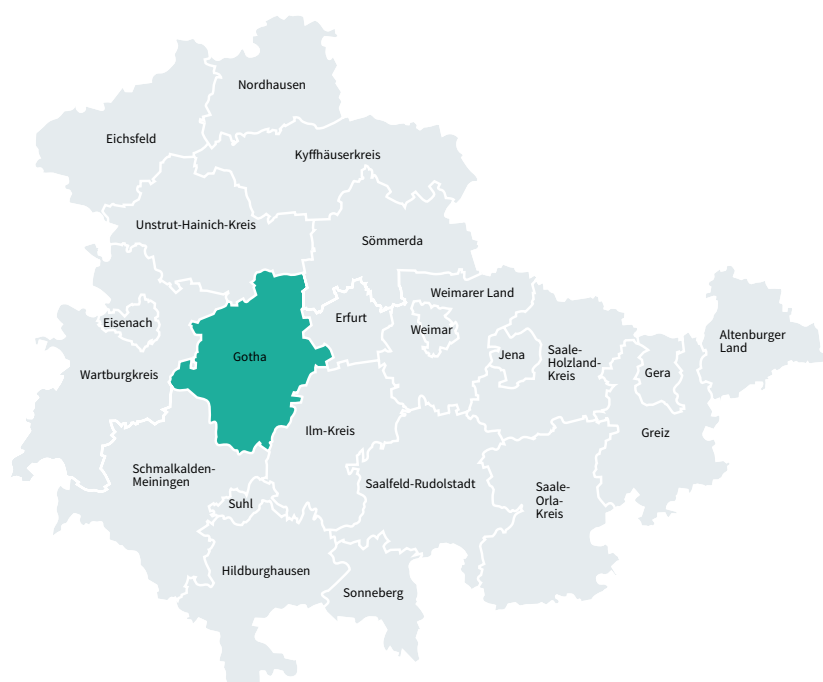 Nordhausen
Eichsfeld
Kyffhäuserkreis
Unstrut-Hainich-Kreis
Sömmerda
Weimarer Land
Eisenach
Erfurt
Weimar
Altenburger
Land
Gotha
Jena
Saale-
Holzland-
Kreis
Wartburgkreis
Gera
Ilm-Kreis
Greiz
Schmalkalden-
Meiningen
Saalfeld-Rudolstadt
Saale-
Orla-
Kreis
Suhl
Hildburghausen
Sonneberg